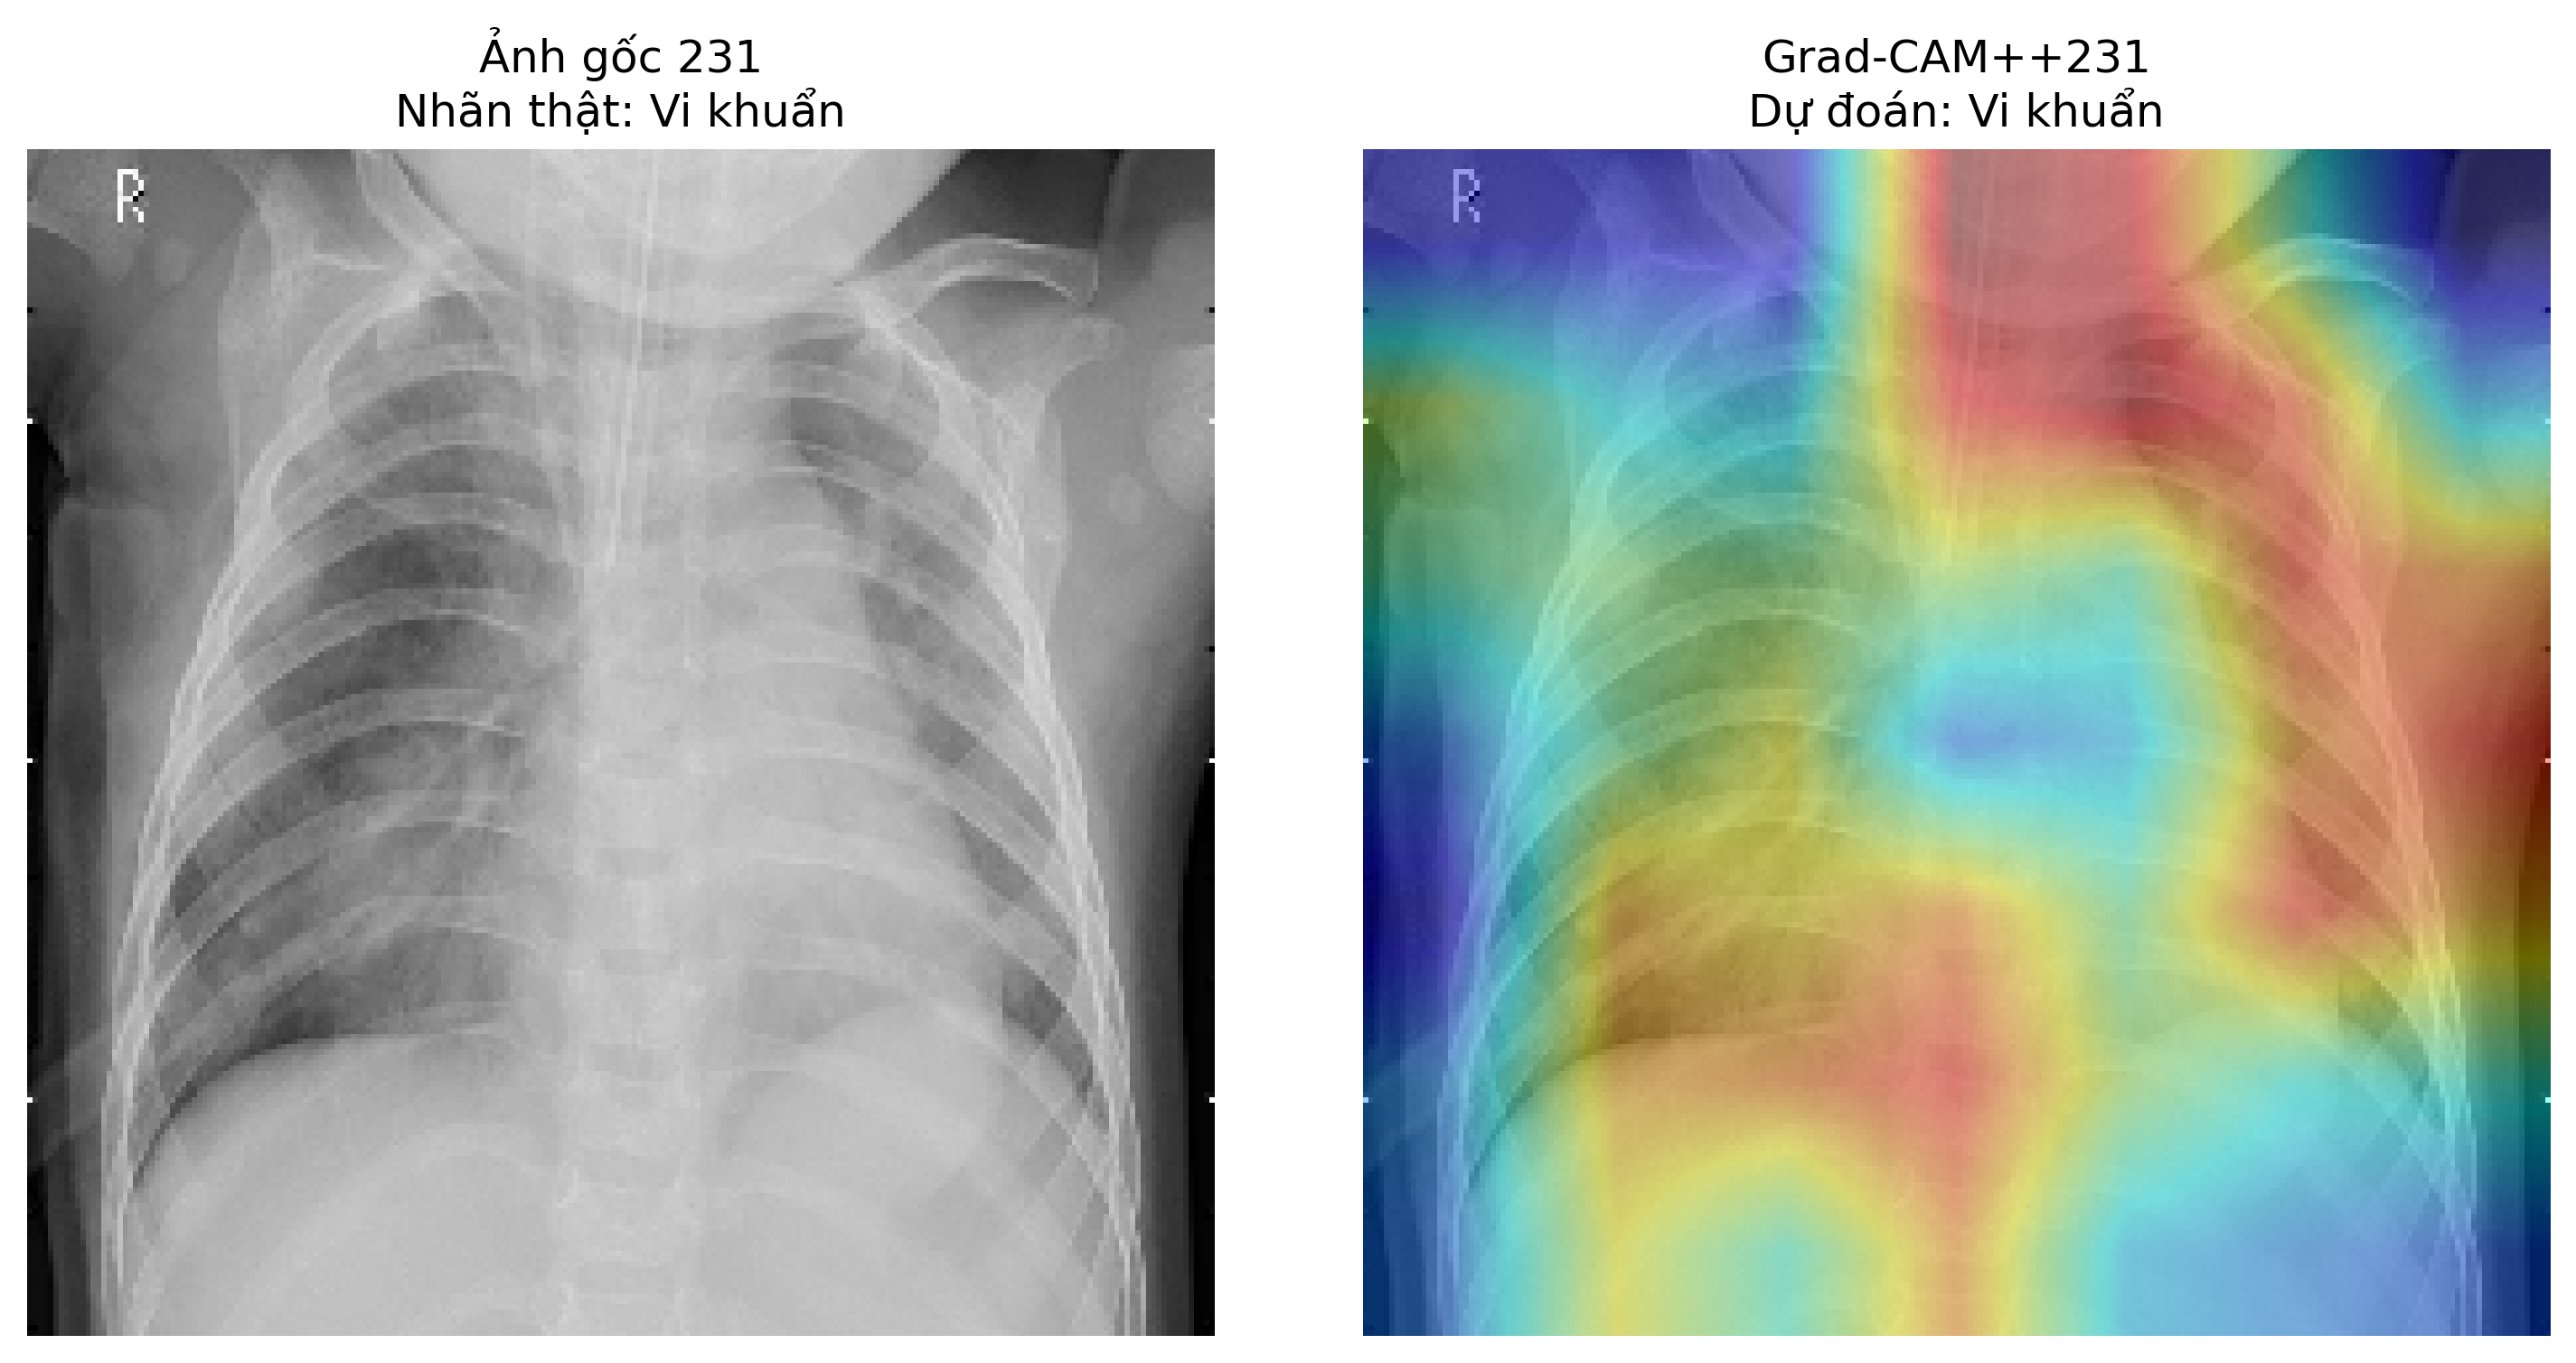 Ảnh gốc 231
Nhãn thật: Vi khuẩn
R
Grad-CAM++231
Dự đoán: Vi khuẩn
R